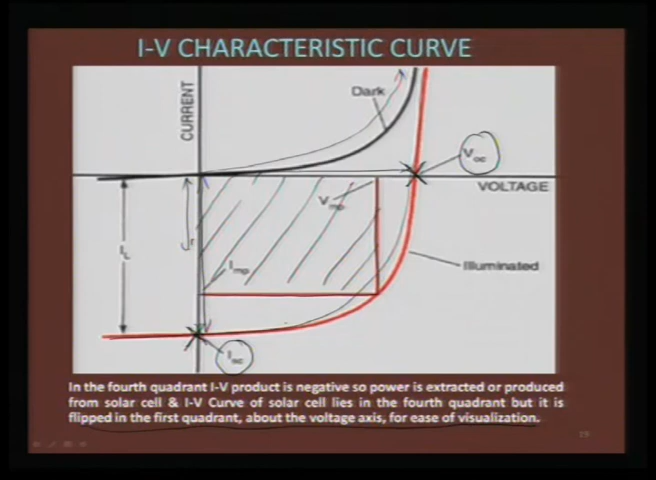 I-V CHARACTERISTIC CURVE
CURRENT
Dark
Voc
VOLTAGE
Vmp
IL
Imp
Illuminated
Isc
In the fourth quadrant I-V product is negative so power is extracted or produced
from solar cell & I-V Curve of solar cell lies in the fourth quadrant but it is
flipped in the first quadrant, about the voltage axis, for ease of visualization.